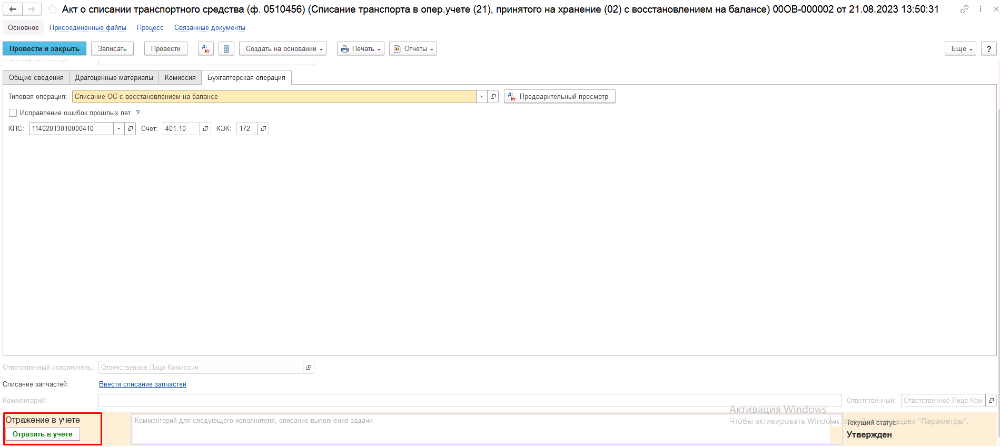 Акт о списании транспортного средства (ф. 0510456) (Списание транспорта в опер.учете (21), принятого на хранение (02) с восстановлением на балансе) 00ОВ-000002 от 21.08.2023 13:50:31
Основное Присоединенные файлы Процесс Связанные документы
Провести и закрыть Записать Провести Дт Кт Создать на основании Печать Отчеты Еще ?
Общие сведения Драгоценные материалы Комиссия Бухгалтерская операция
Типовая операция: Списание ОС с восстановлением на балансе Дт Кт Предварительный просмотр
Исправление ошибок прошлых лет ?
КПС: 11402013010000410 Счет: 401.10 КЭК: 172
Ответственный исполнитель: Ответственное Лицо Комиссии
Списание запчастей: Ввести списание запчастей
Комментарий: Ответственный: Ответственное Лицо Ком
Активация Windows
Отражение в учете Комментарий для следующего исполнителя, описание выполнения задачи
Чтобы активировать Windows, перейдите в раздел "Параметры".
Текущий статус:
Отразить в учете Утвержден